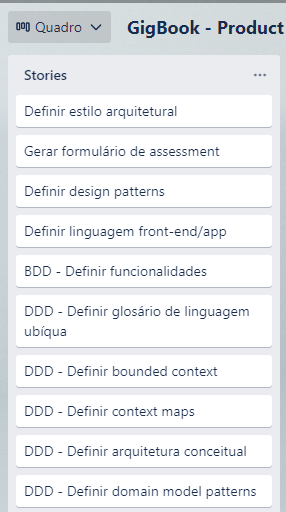 Quadro
GigBook - Product
Stories
Definir estilo arquitetural
Gerar formulário de assessment
Definir design patterns
Definir linguagem front-end/app
BDD - Definir funcionalidades
DDD - Definir glosário de linguagem
ubíqua
DDD - Definir bounded context
DDD - Definir context maps
DDD - Definir arquitetura conceitual
DDD - Definir domain model patterns